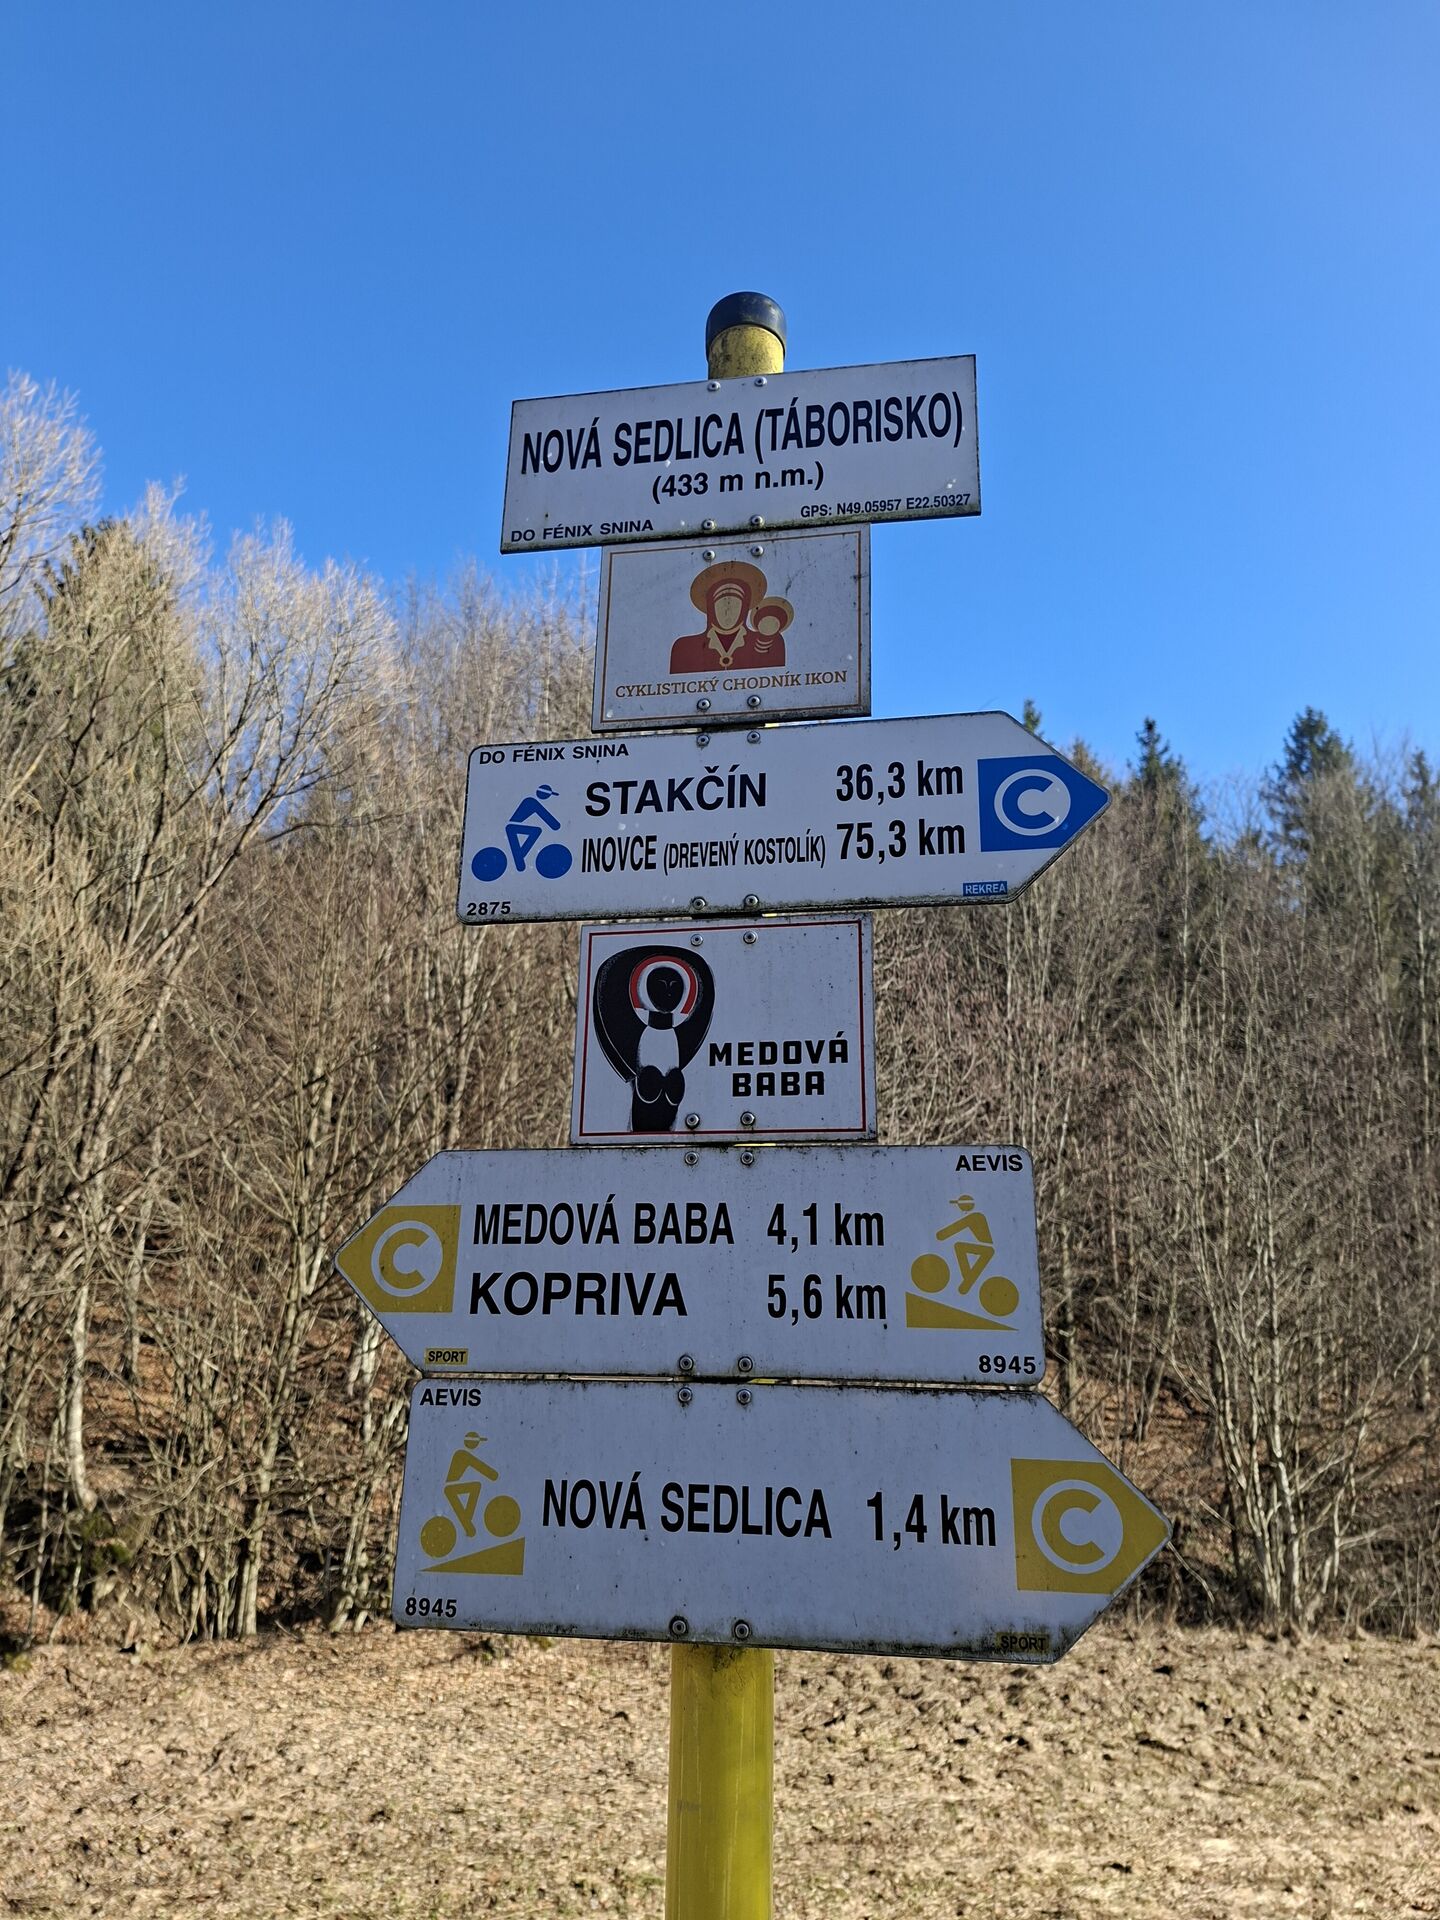 NOVÁ SEDLICA (TÁBORISKO)
(433 m n.m.)
DO FÉNIX SNINA GPS: N49.05957 E22.50327
CYKLISTICKÝ CHODNÍK IKON
DO FÉNIX SNINA
STAKČÍN 36,3 km
INOVCE (DREVENÝ KOSTOLÍK) 75,3 km
C
REKREA
2875
MEDOVÁ
BABA
AEVIS
MEDOVÁ BABA 4,1 km
C
KOPRIVA 5,6 km
SPORT 8945
AEVIS
NOVÁ SEDLICA 1,4 km
C
8945 SPORT